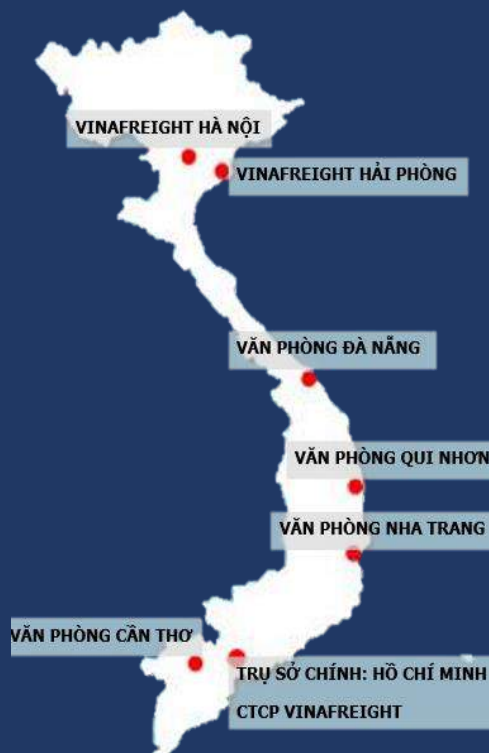 VINAFREIGHT HÀ NỘI
VINAFREIGHT HẢI PHÒNG
VĂN PHÒNG ĐÀ NẴNG
VĂN PHÒNG QUI NHƠN
VĂN PHÒNG NHA TRANG
VĂN PHÒNG CẦN THƠ
TRỤ SỞ CHÍNH: HỒ CHÍ MINH
CTCP VINAFREIGHT